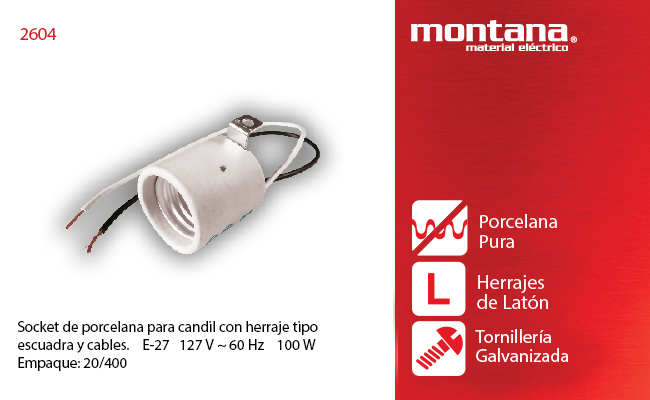 2604
montana®
material eléctrico
Porcelana
Pura
L
Herrajes
de Latón
Tornillería
Galvanizada
Socket de porcelana para candil con herraje tipo
escuadra y cables. E-27 127 V ~ 60 Hz 100 W
Empaque: 20/400